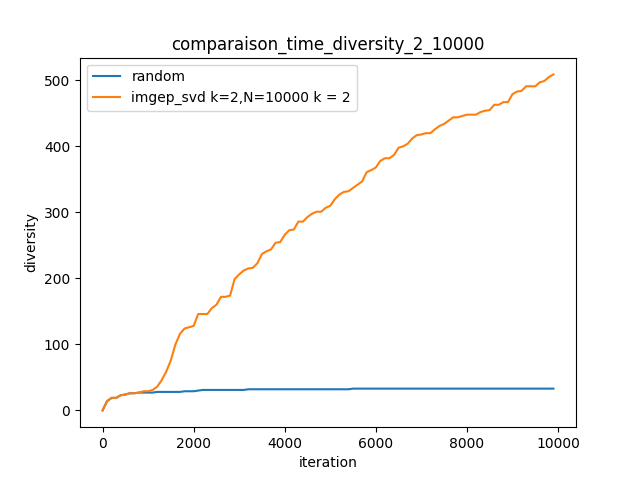 comparaison_time_diversity_2_10000
random
imgep_svd k=2,N=10000 k = 2
diversity
500
400
300
200
100
0
0 2000 4000 6000 8000 10000
iteration